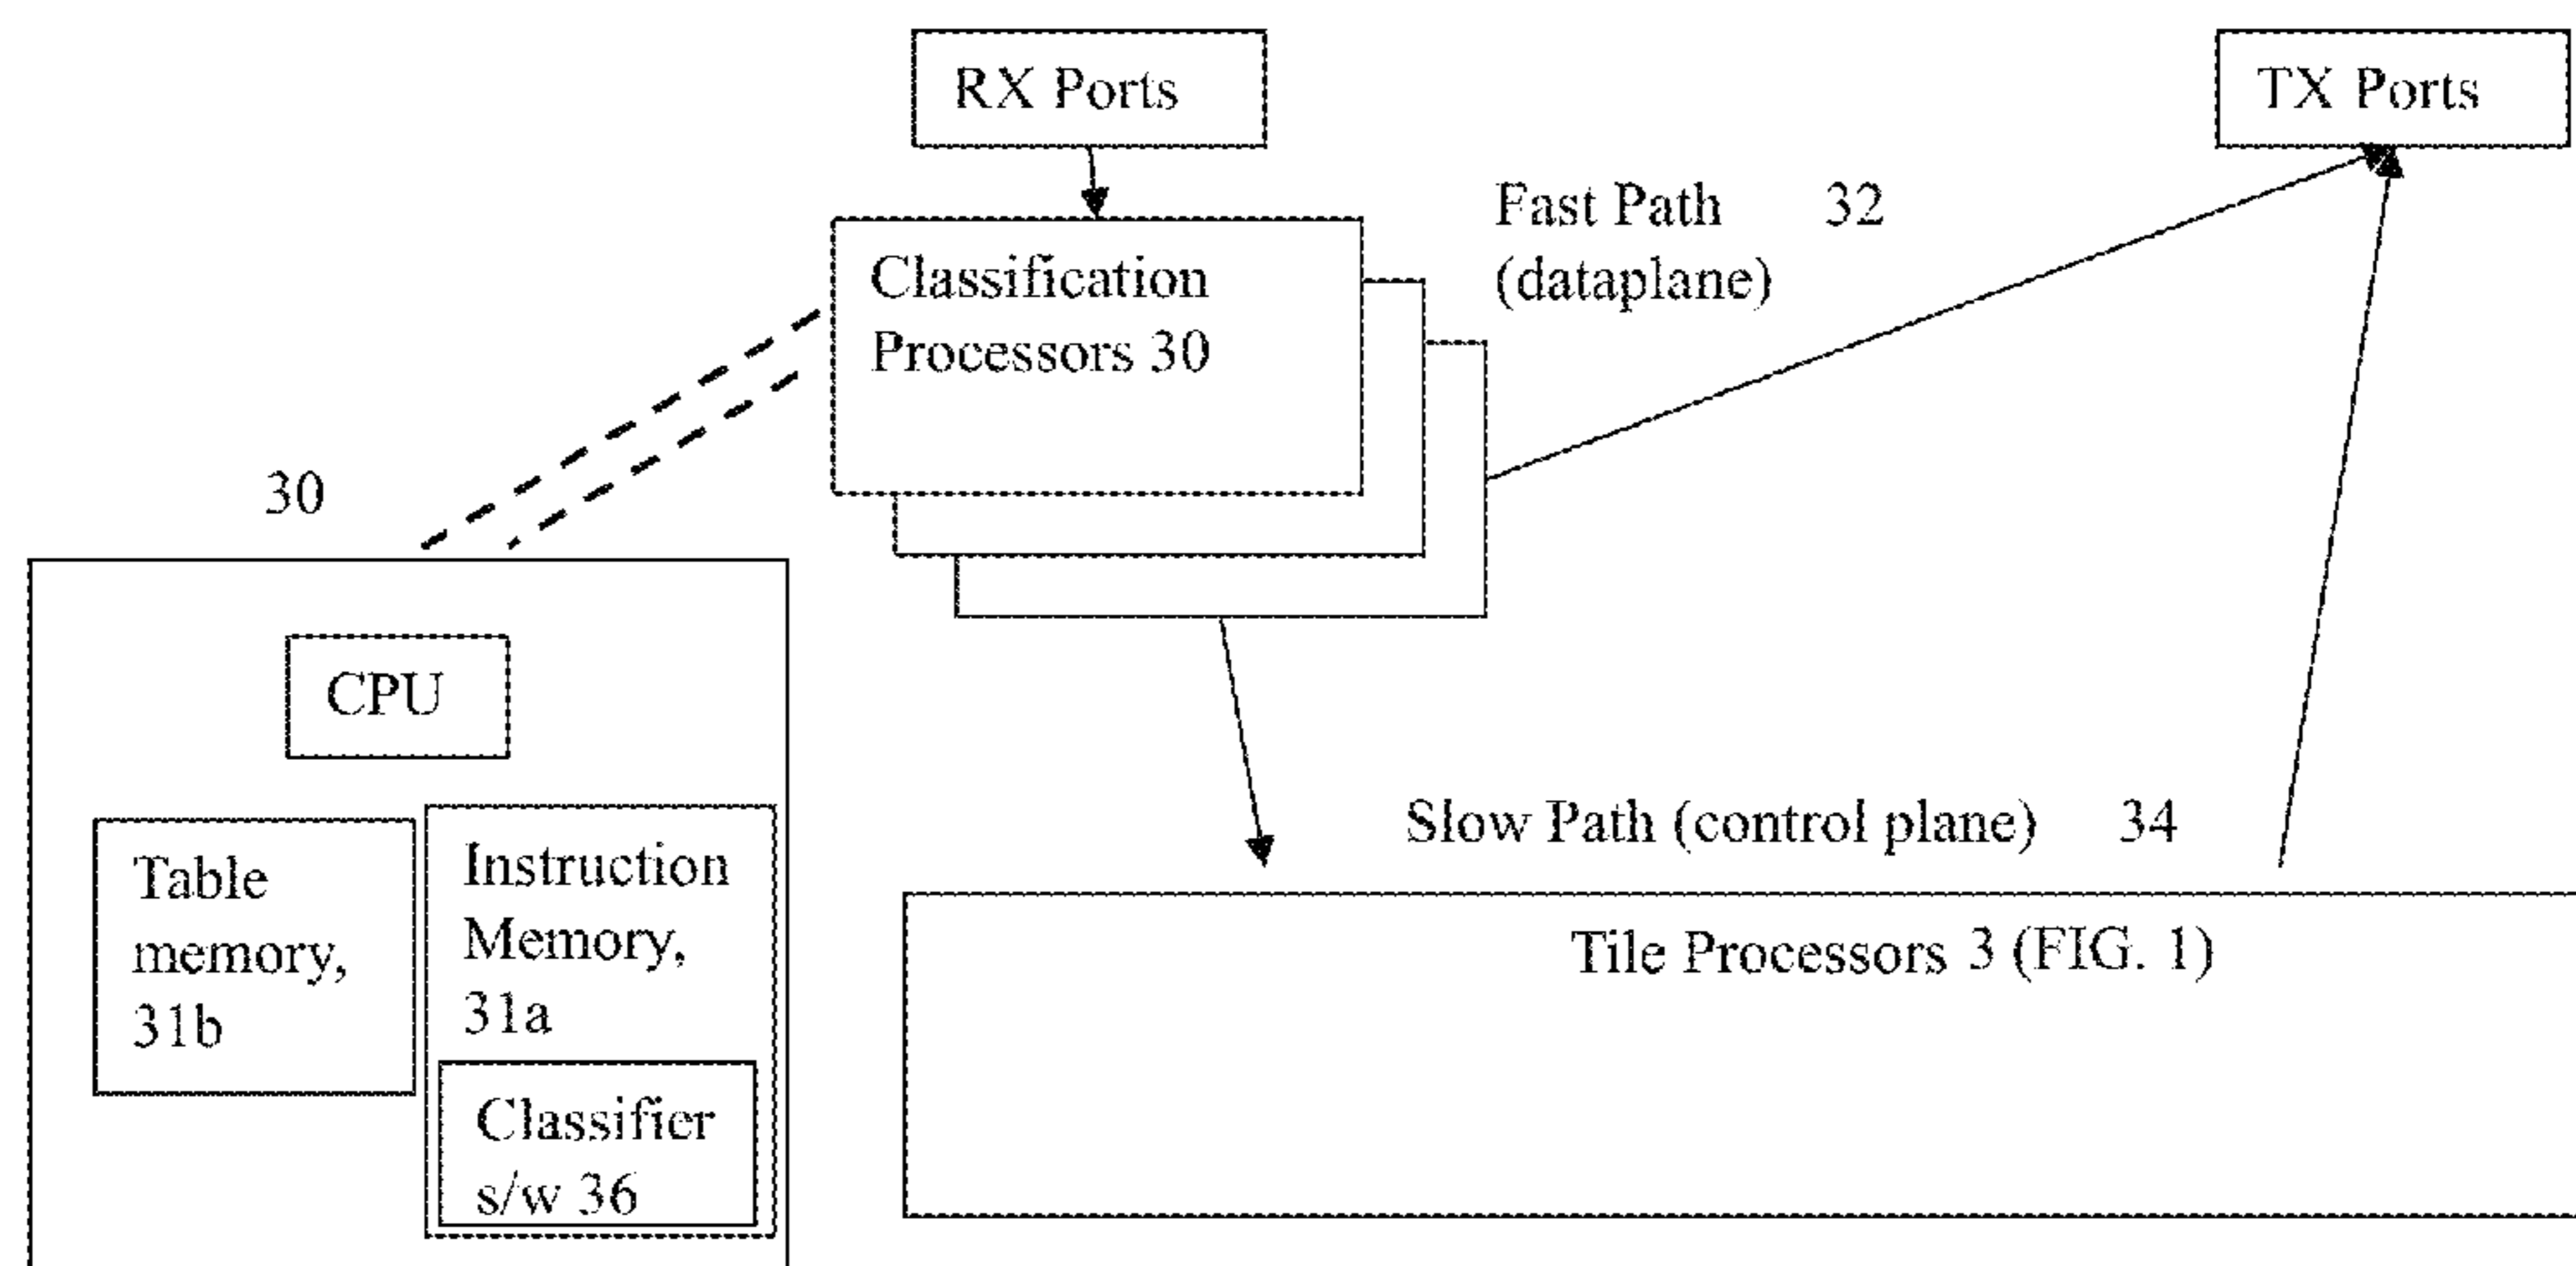 RX Ports
TX Ports
Fast Path 32
(dataplane)
Classification
Processors 30
30
CPU
Table
memory,
31b
Instruction
Memory,
31a
Classifier
s/w 36
Slow Path (control plane) 34
Tile Processors 3 (FIG. 1)